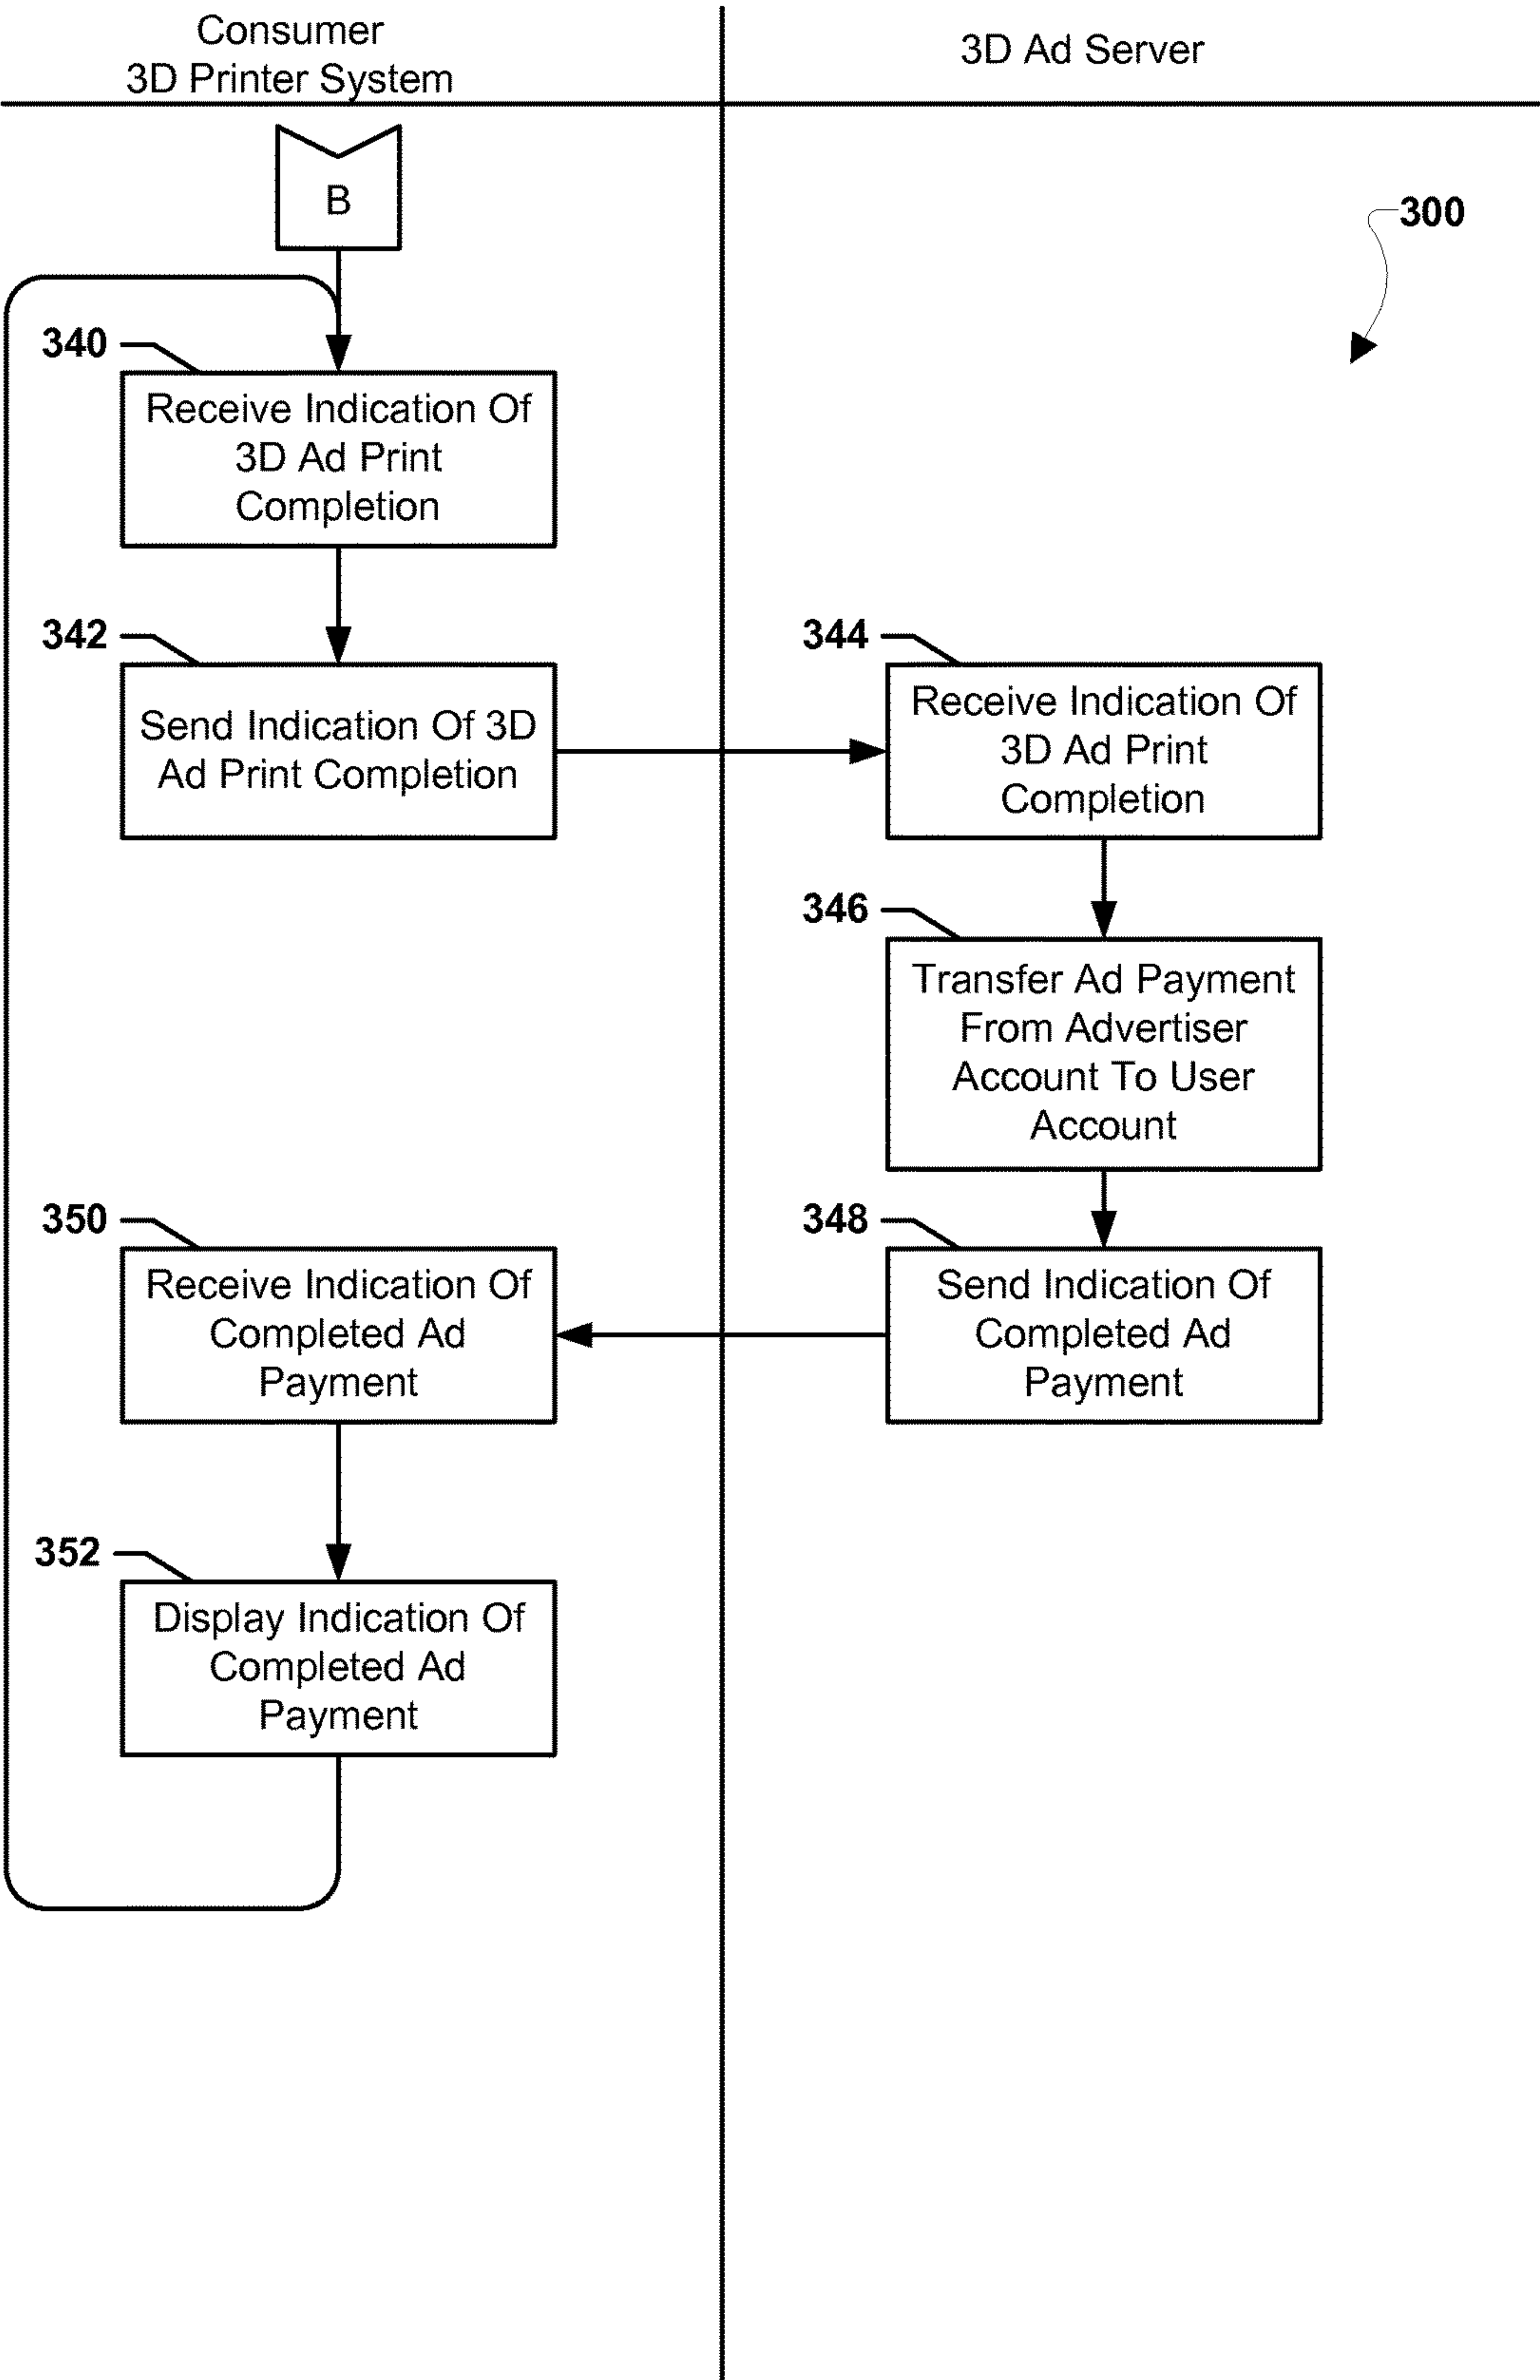 Consumer
3D Printer System
3D Ad Server
B
300
340
Receive Indication Of
3D Ad Print
Completion
342
Send Indication Of 3D
Ad Print Completion
344
Receive Indication Of
3D Ad Print
Completion
346
Transfer Ad Payment
From Advertiser
Account To User
Account
348
Send Indication Of
Completed Ad
Payment
350
Receive Indication Of
Completed Ad
Payment
352
Display Indication Of
Completed Ad
Payment